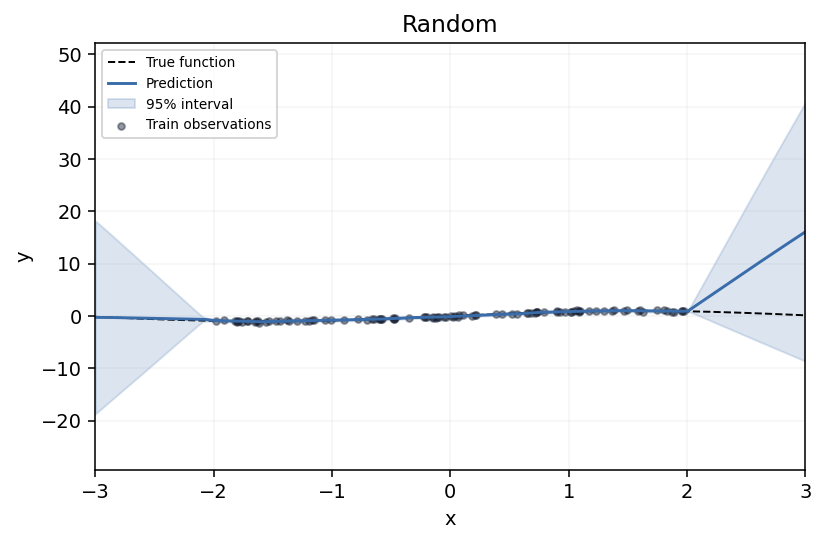 Random
True function
Prediction
95% interval
Train observations
50
40
30
20
10
0
−10
−20
y
−3
−2
−1
0
1
2
3
x